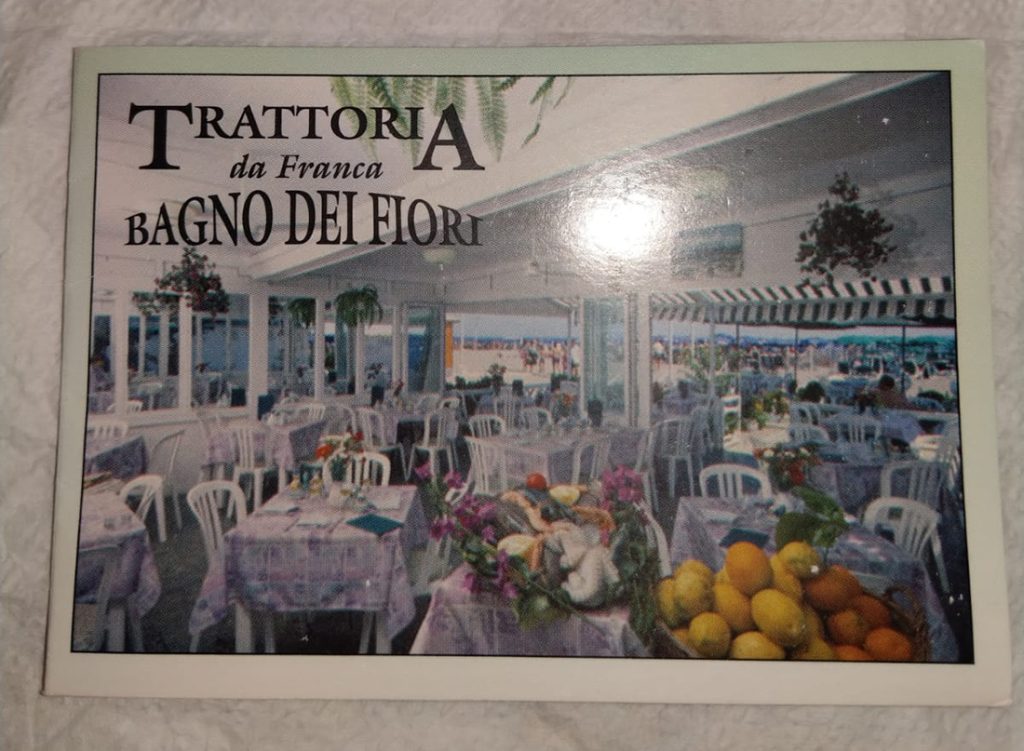 TRATTORIA
da Franca
BAGNO DEI FIORI